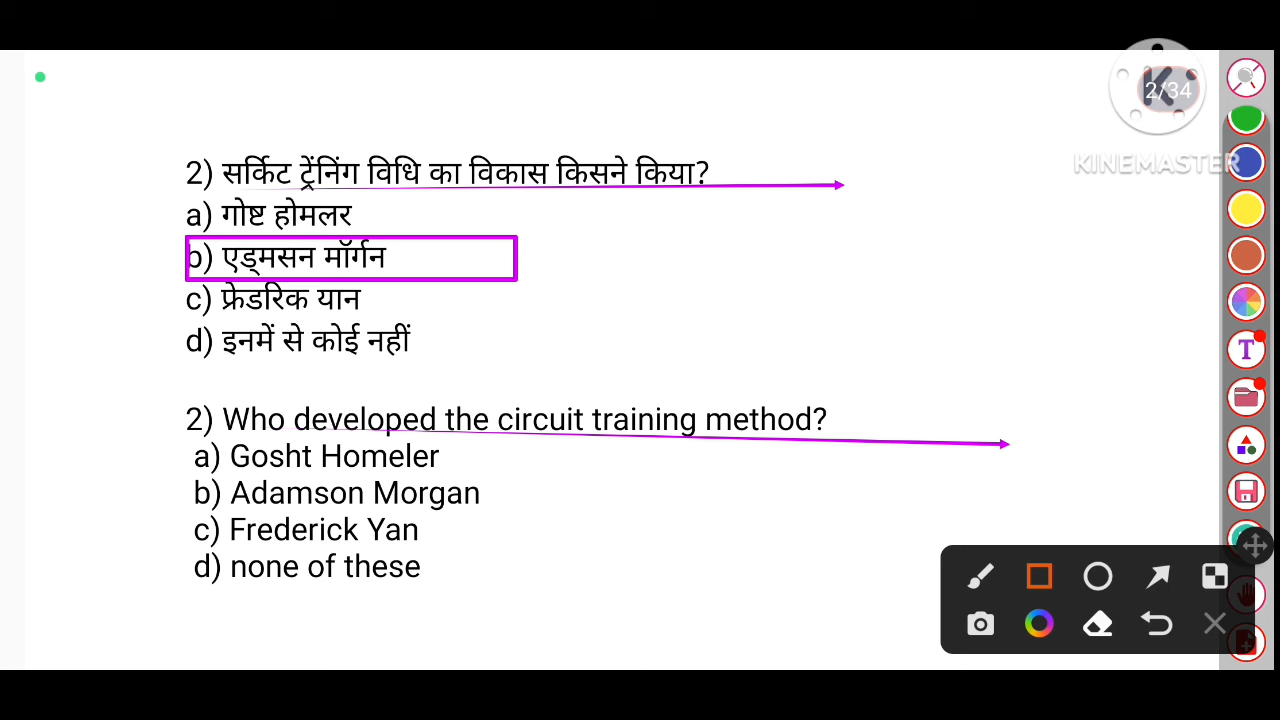 2/34
KINEMASTER
2) सर्किट ट्रेंनिंग विधि का विकास किसने किया?
a) गोष्ट होमलर
b) एड्मसन मॉर्गन
c) फ्रेडरिक यान
d) इनमें से कोई नहीं
2) Who developed the circuit training method?
a) Gosht Homeler
b) Adamson Morgan
c) Frederick Yan
d) none of these
T